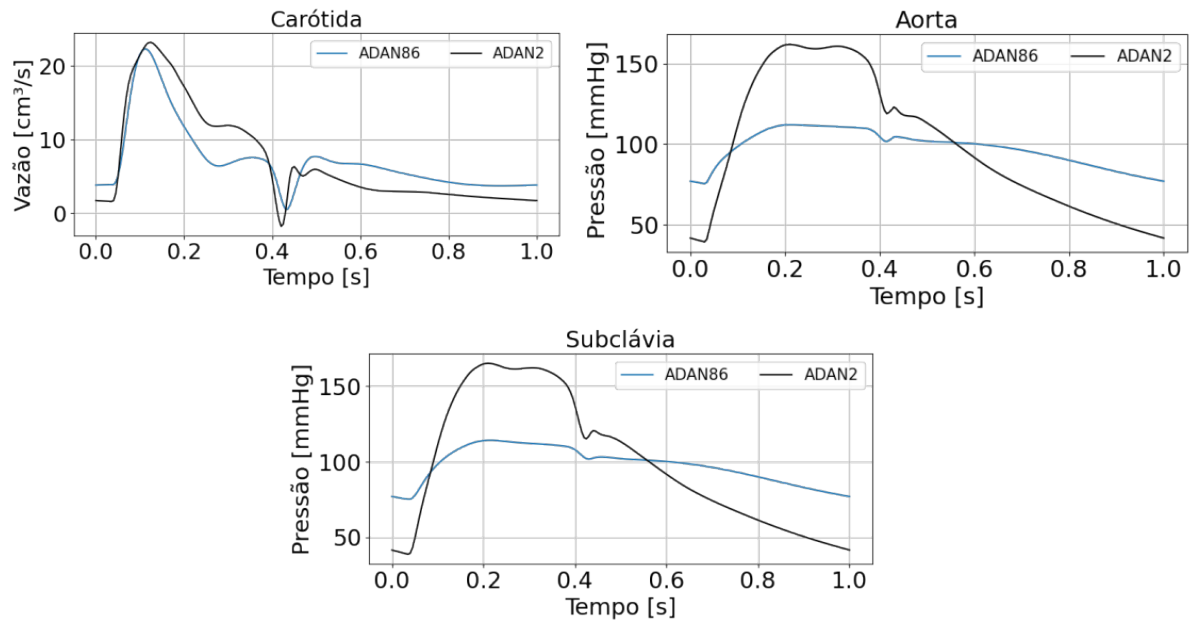 Carótida
ADAN86 ADAN2
Vazão [cm³/s]
20
10
0
0.0 0.2 0.4 0.6 0.8 1.0
Tempo [s]
Aorta
ADAN86 ADAN2
Pressão [mmHg]
150
100
50
0.0 0.2 0.4 0.6 0.8 1.0
Tempo [s]
Subclávia
ADAN86 ADAN2
Pressão [mmHg]
150
100
50
0.0 0.2 0.4 0.6 0.8 1.0
Tempo [s]